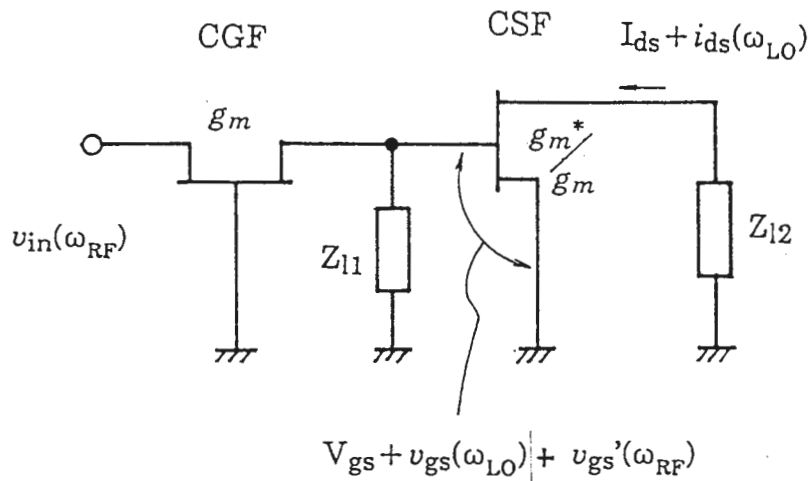 CGF
CSF
I_ds + i_ds(ω_LO)
g_m
g_m*
g_m
v_in(ω_RF)
Z_l1
Z_l2
V_gs + v_gs(ω_LO) + v_gs'(ω_RF)